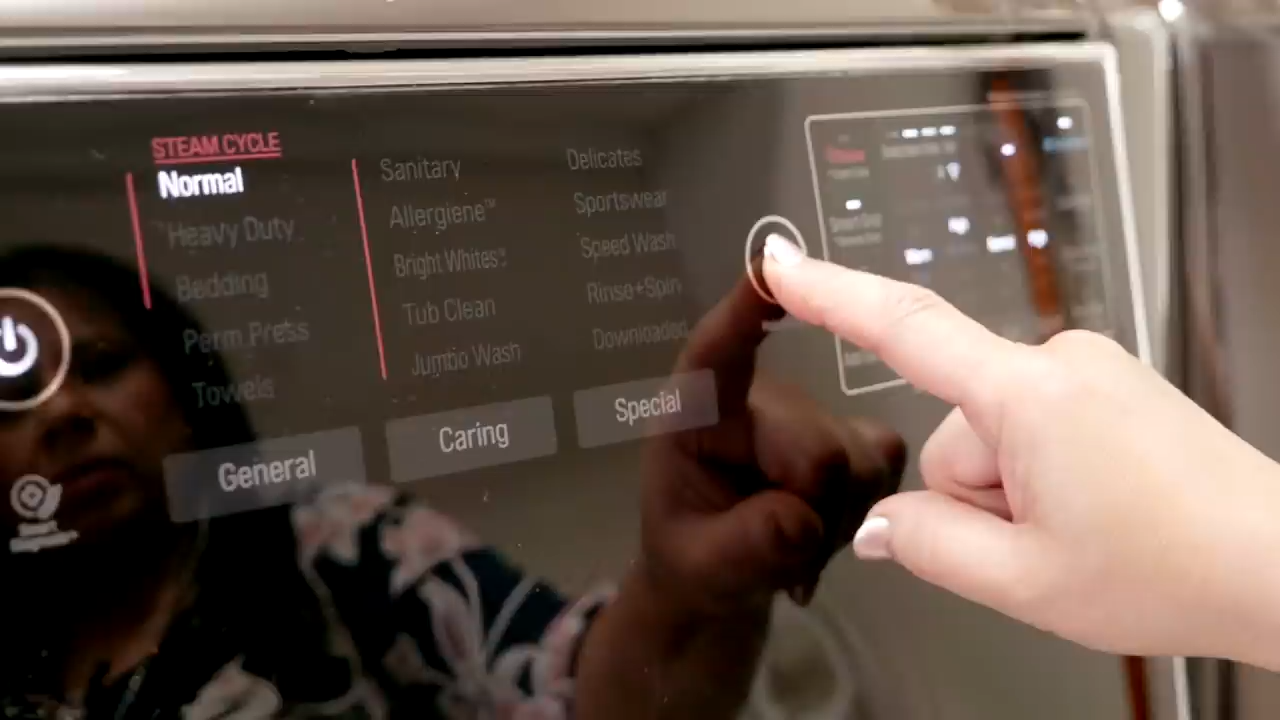 STEAM CYCLE
Normal
Heavy Duty
Bedding
Perm.Press
Towels
General
Sanitary
Allergiene™
Bright Whites™
Tub Clean
Jumbo Wash
Caring
Delicates
Sportswear
Speed Wash
Rinse+Spin
Downloaded
Special